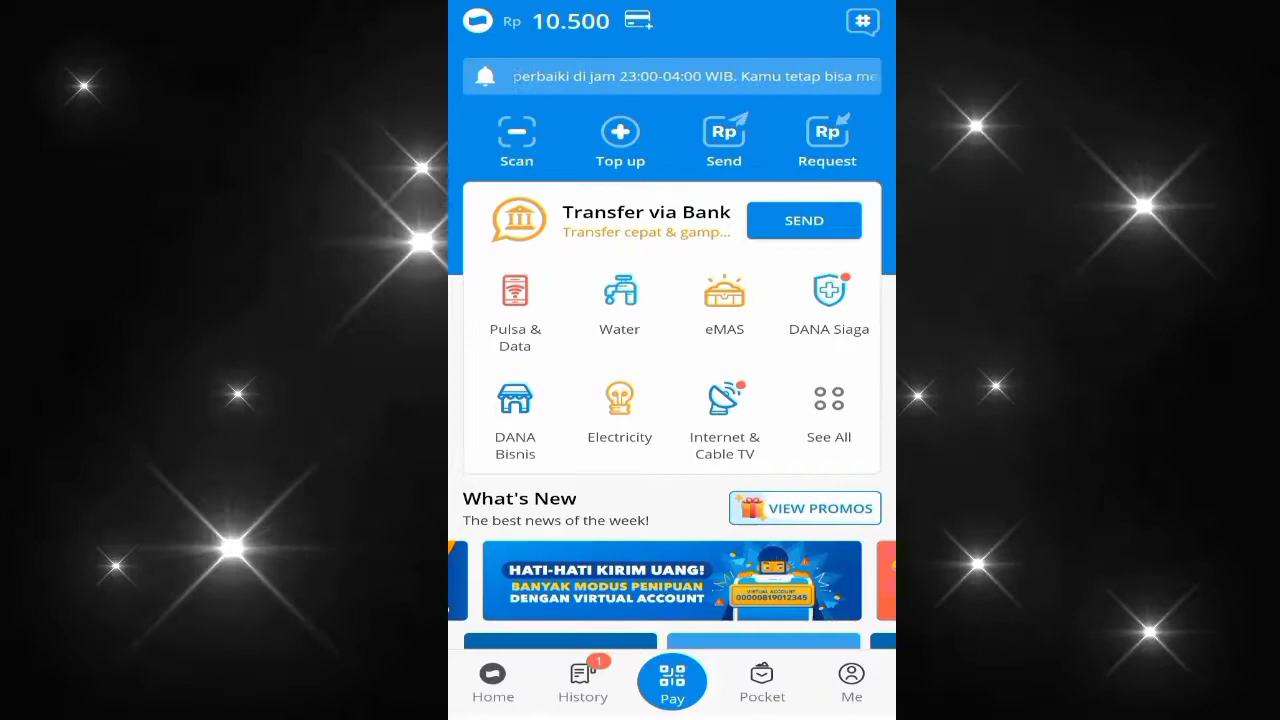 Rp 10.500
perbaiki di jam 23:00-04:00 WIB. Kamu tetap bisa me
Scan
Top up
Rp
Send
Rp
Request
Transfer via Bank
Transfer cepat & gamp...
SEND
Pulsa &
Data
Water
eMAS
DANA Siaga
DANA
Bisnis
Electricity
Internet &
Cable TV
See All
What's New
The best news of the week!
VIEW PROMOS
HATI-HATI KIRIM UANG!
BANYAK MODUS PENIPUAN
DENGAN VIRTUAL ACCOUNT
VIRTUAL ACCOUNT
00000819012345
Home
1
History
Pay
Pocket
Me